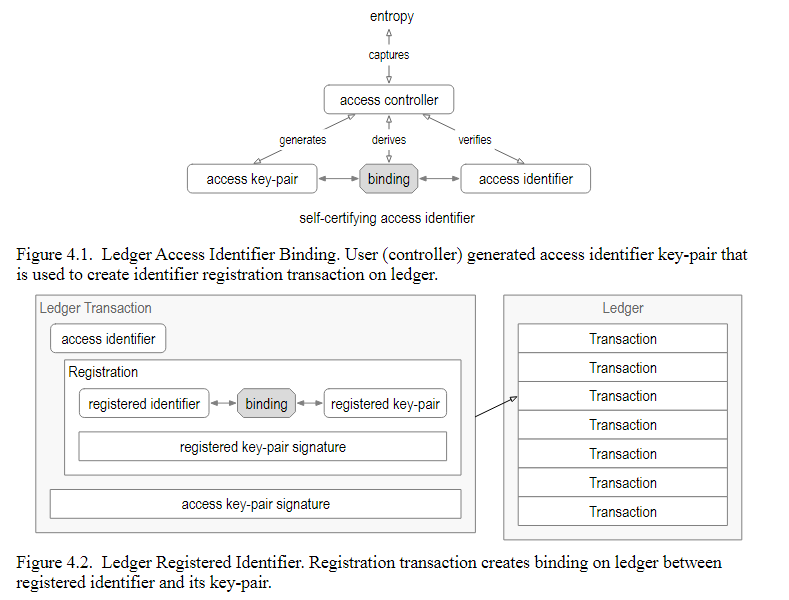 entropy
captures
access controller
generates derives verifies
access key-pair binding access identifier
self-certifying access identifier
Figure 4.1. Ledger Access Identifier Binding. User (controller) generated access identifier key-pair that
is used to create identifier registration transaction on ledger.
Ledger Transaction
access identifier
Registration
registered identifier binding registered key-pair
registered key-pair signature
access key-pair signature
Ledger
Transaction
Transaction
Transaction
Transaction
Transaction
Transaction
Transaction
Figure 4.2. Ledger Registered Identifier. Registration transaction creates binding on ledger between
registered identifier and its key-pair.